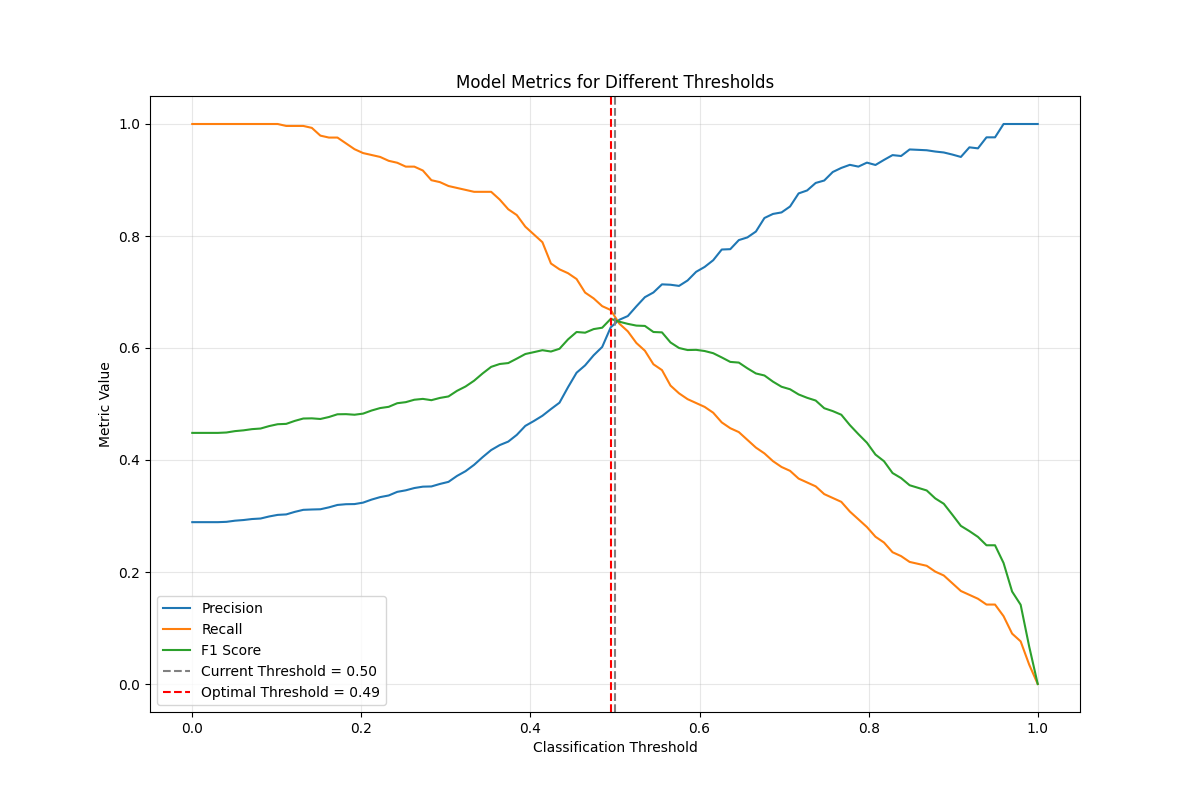 Model Metrics for Different Thresholds
1.0
0.8
0.6
0.4
0.2
0.0
Metric Value
Precision
Recall
F1 Score
Current Threshold = 0.50
Optimal Threshold = 0.49
0.0 0.2 0.4 0.6 0.8 1.0
Classification Threshold